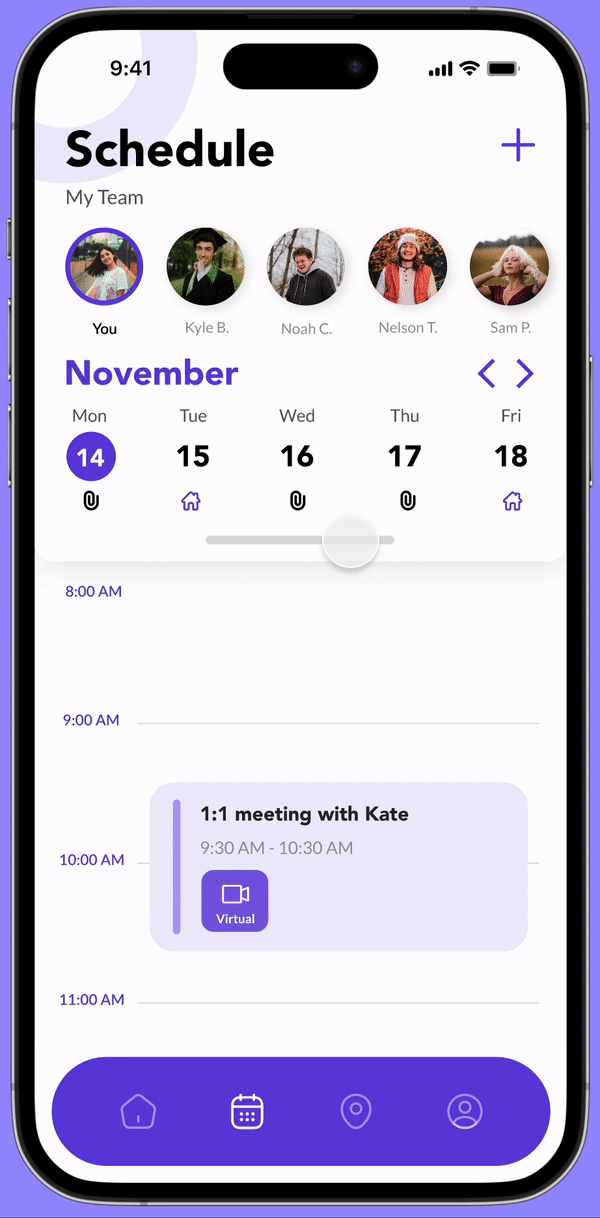 9:41
Schedule
My Team
You Kyle B. Noah C. Nelson T. Sam P.
November
Mon Tue Wed Thu Fri
14 15 16 17 18
8:00 AM
9:00 AM
1:1 meeting with Kate
9:30 AM - 10:30 AM
10:00 AM
Virtual
11:00 AM